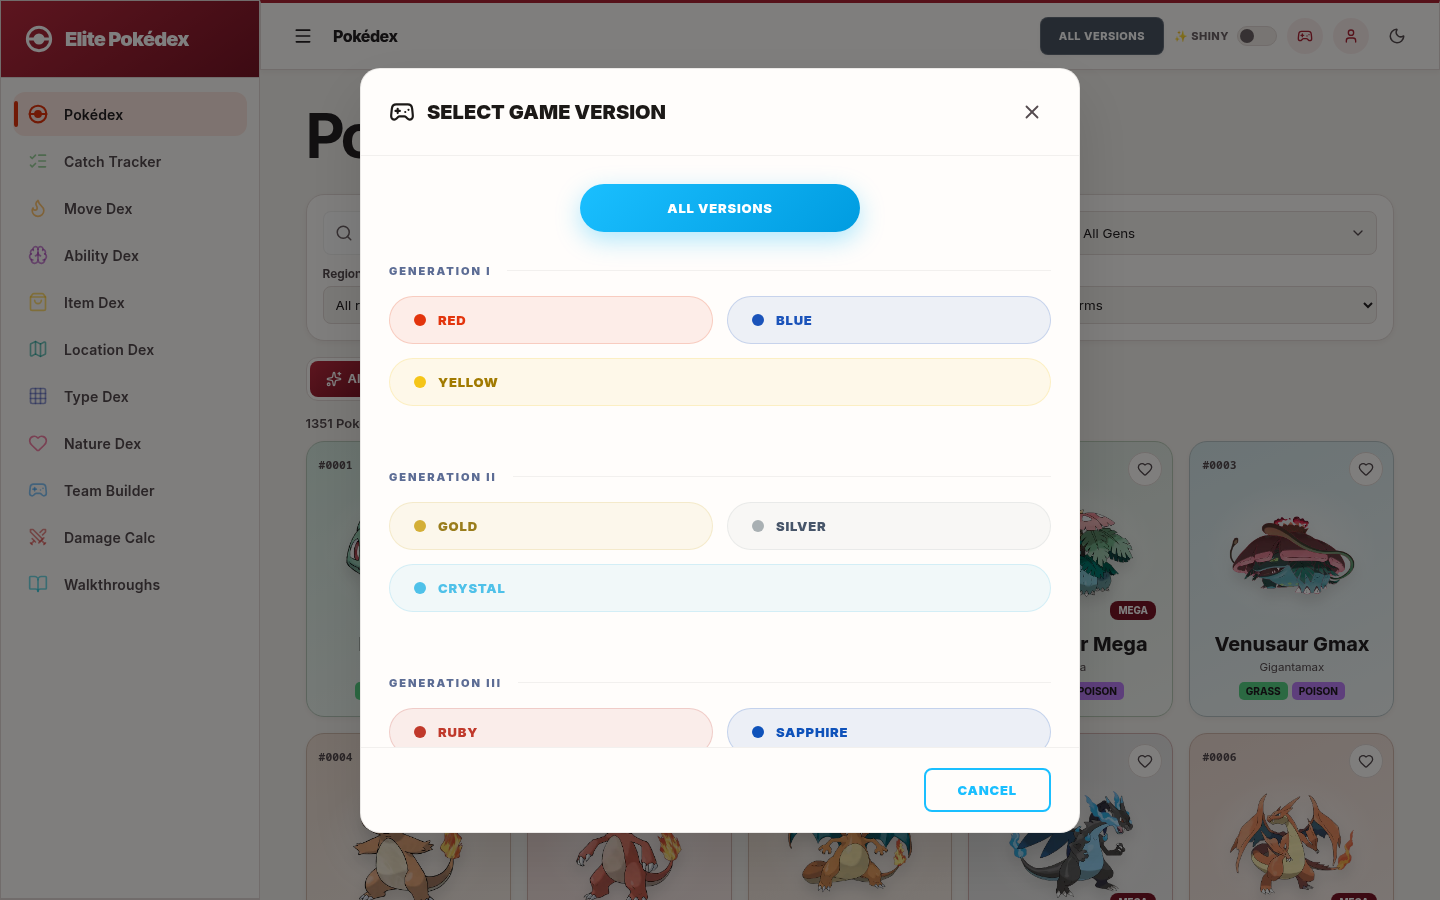 Elite Pokédex
Pokédex
ALL VERSIONS
✨ SHINY
Pokédex
Catch Tracker
Move Dex
Ability Dex
Item Dex
Location Dex
Type Dex
Nature Dex
Team Builder
Damage Calc
Walkthroughs
SELECT GAME VERSION
ALL VERSIONS
GENERATION I
RED
BLUE
YELLOW
GENERATION II
GOLD
SILVER
CRYSTAL
GENERATION III
RUBY
SAPPHIRE
CANCEL
All Gens
1351
#0001
#0003
MEGA
Mega
Venusaur Gmax
Gigantamax
POISON
GRASS
POISON
#0004
#0006
MEGA
MEGA